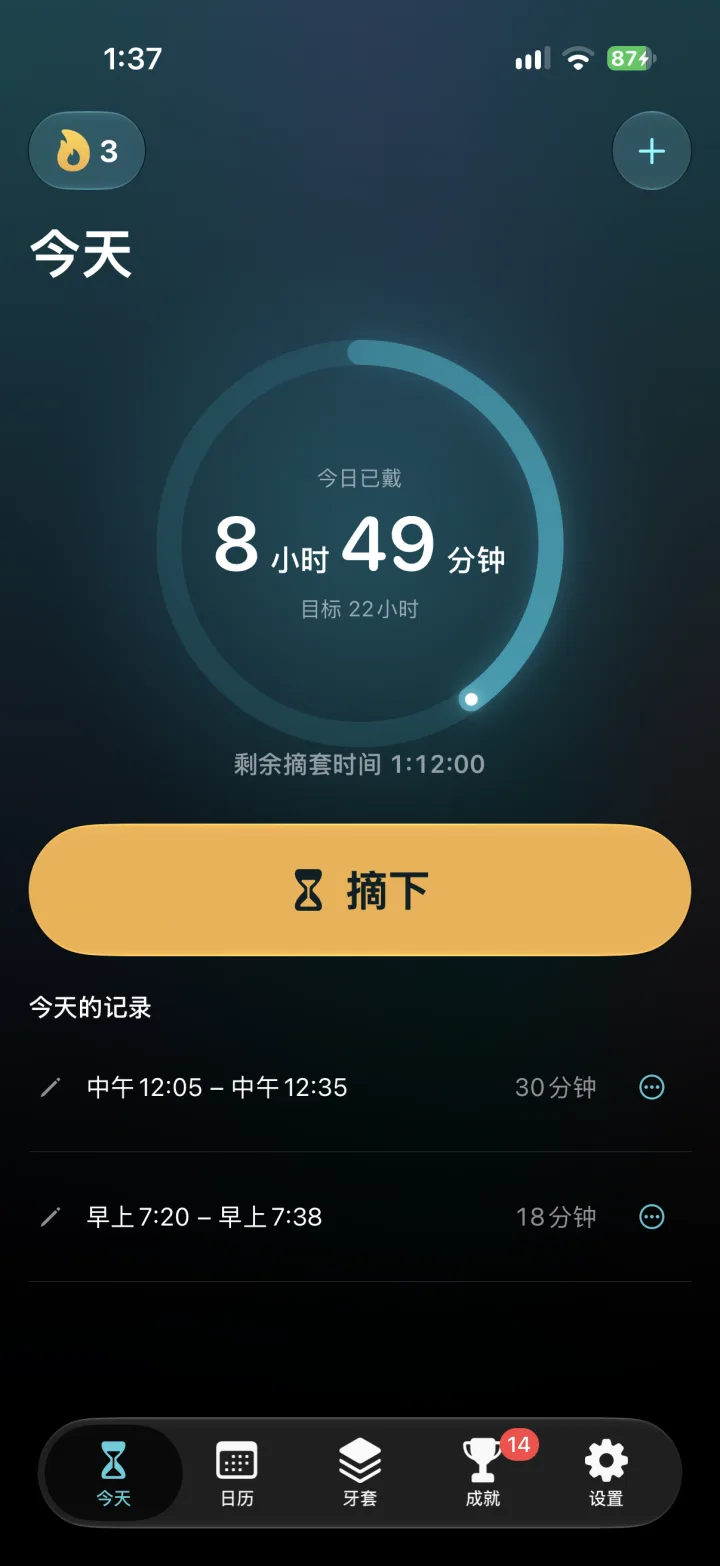 1:37
87
3
今天
今日已戴
8 小时 49 分钟
目标 22小时
剩余摘套时间 1:12:00
摘下
今天的记录
中午12:05 – 中午12:35 30分钟
早上7:20 – 早上7:38 18分钟
14
今天 日历 牙套 成就 设置